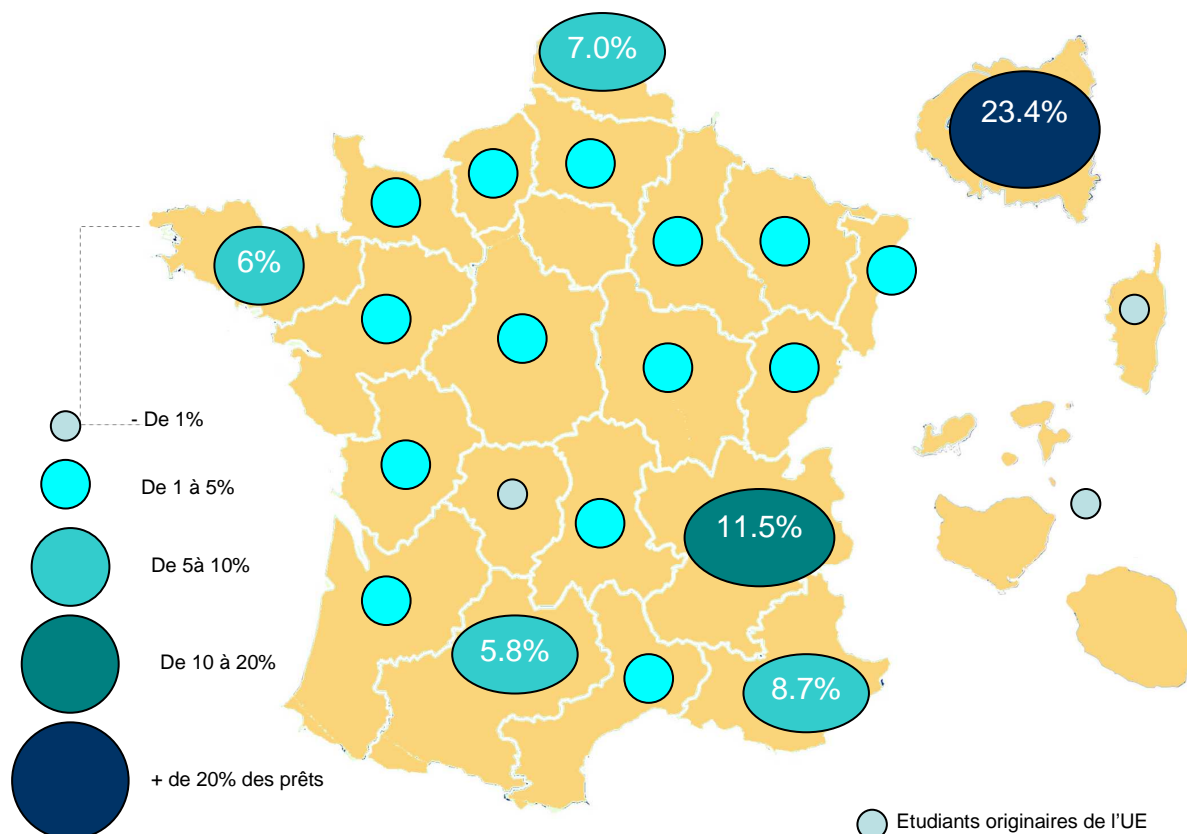 7.0%
23.4%
6%
- De 1%
De 1 à 5%
11.5%
De 5à 10%
5.8%
De 10 à 20%
8.7%
+ de 20% des prêts
Etudiants originaires de l'UE